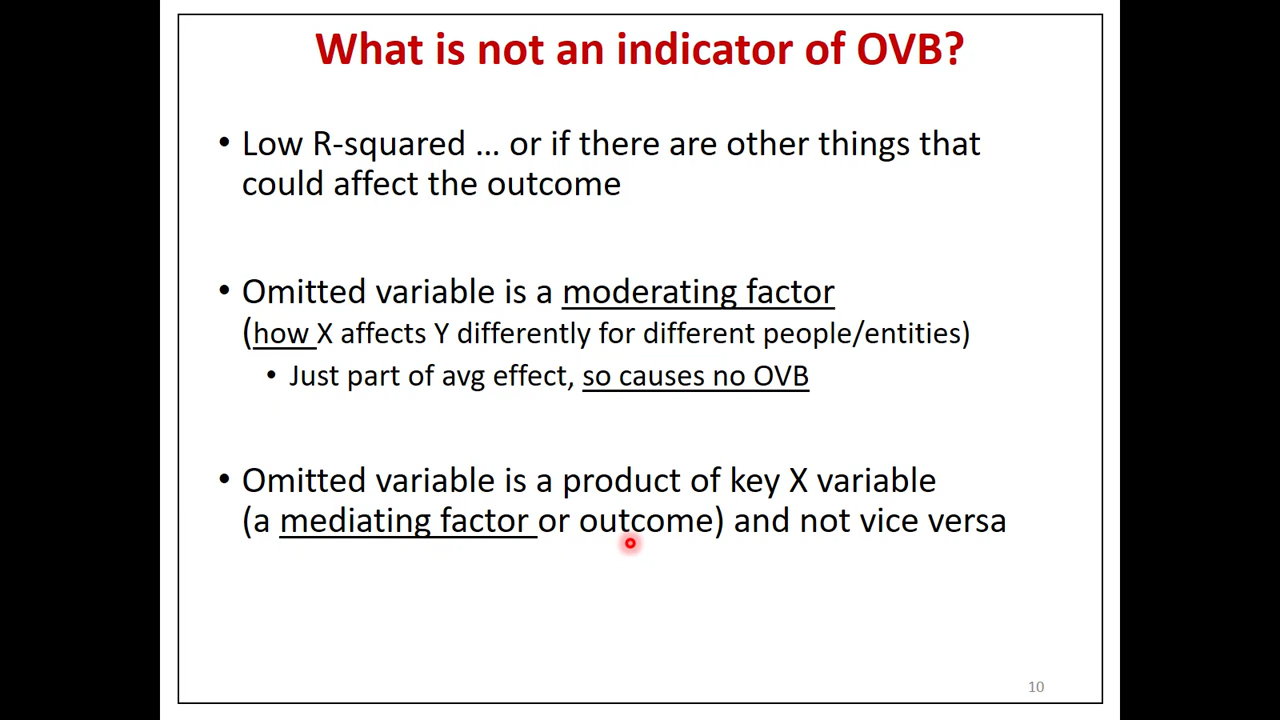 What is not an indicator of OVB?
• Low R-squared ... or if there are other things that
could affect the outcome
• Omitted variable is a moderating factor
(how X affects Y differently for different people/entities)
• Just part of avg effect, so causes no OVB
• Omitted variable is a product of key X variable
(a mediating factor or outcome) and not vice versa
10